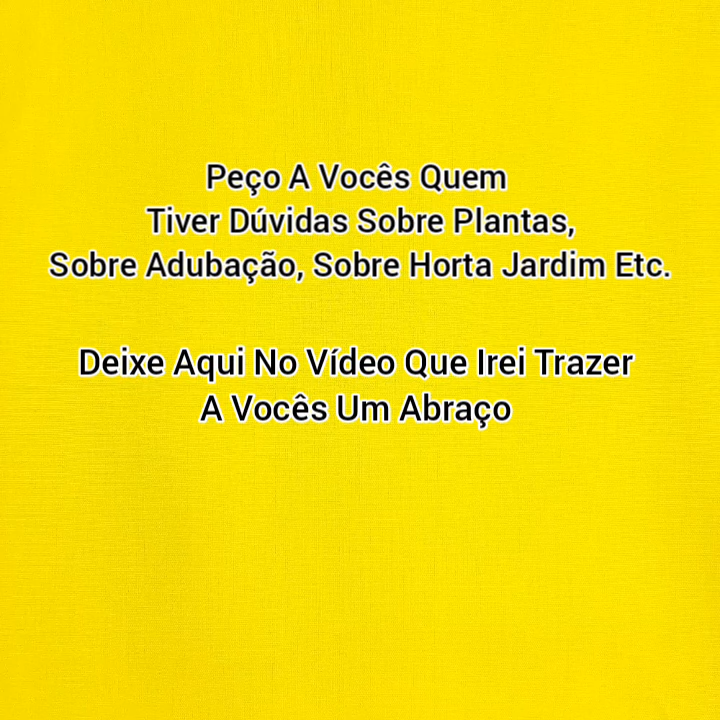 Peço A Vocês Quem
Tiver Dúvidas Sobre Plantas,
Sobre Adubação, Sobre Horta Jardim Etc.
Deixe Aqui No Vídeo Que Irei Trazer
A Vocês Um Abraço